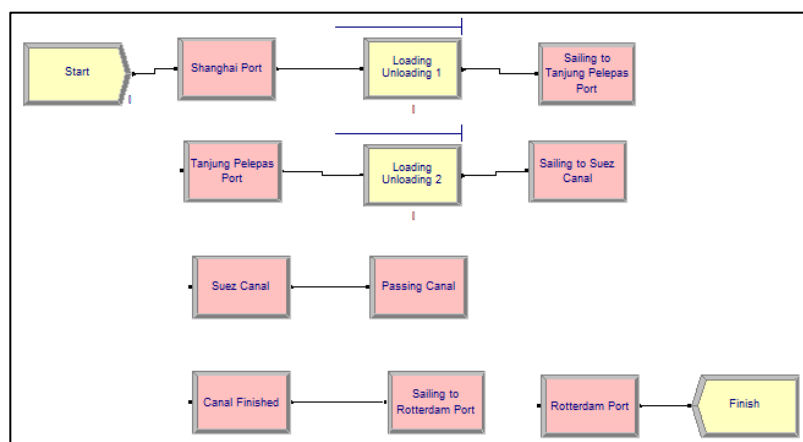 Start
Shanghai Port
Loading
Unloading 1
Sailing to
Tanjung Pelepas
Port
Tanjung Pelepas
Port
Loading
Unloading 2
Sailing to Suez
Canal
Suez Canal
Passing Canal
Canal Finished
Sailing to
Rotterdam Port
Rotterdam Port
Finish